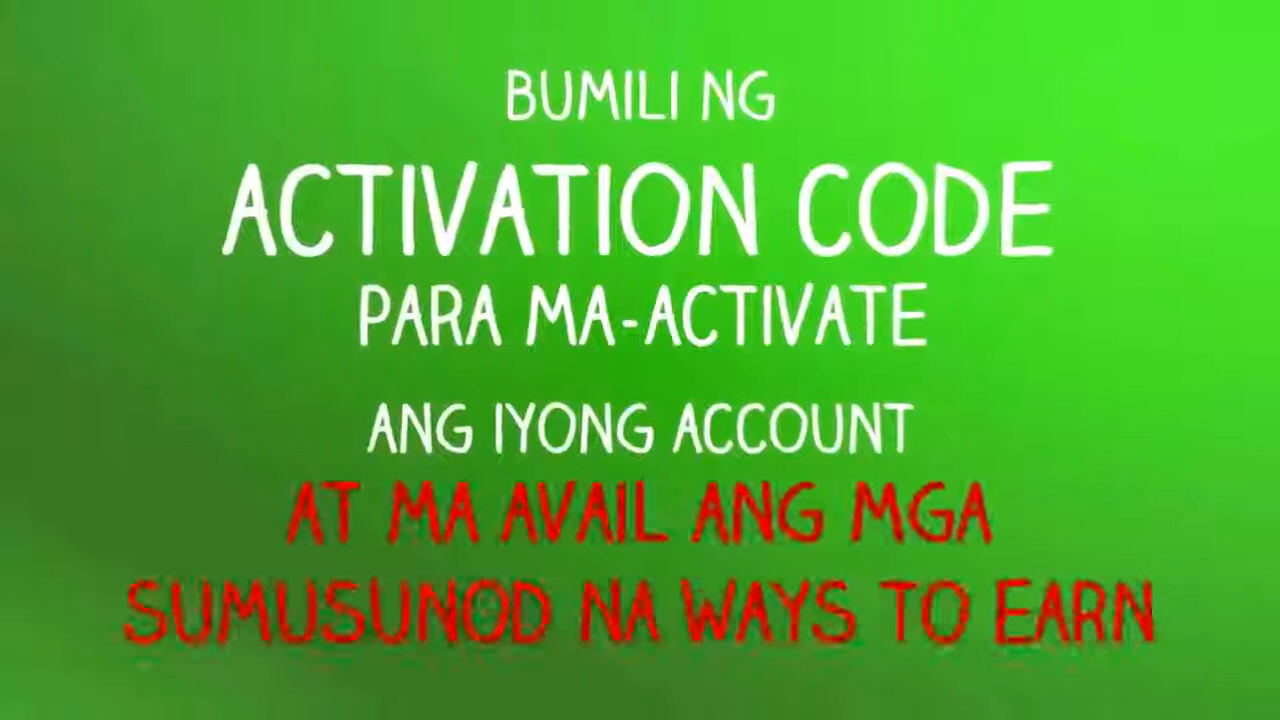 BUMILI NG
ACTIVATION CODE
PARA MA-ACTIVATE
ANG IYONG ACCOUNT
AT MA AVAIL ANG MGA
SUMUSUNOD NA WAYS TO EARN